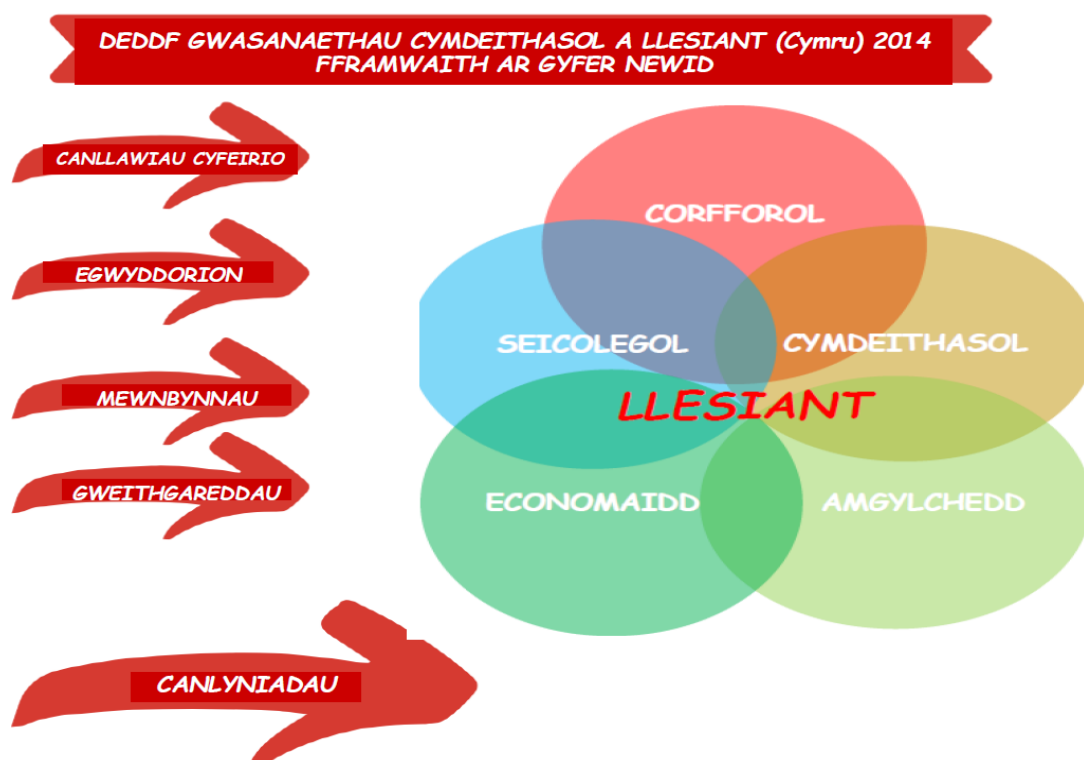 DEDDF GWASANAETHAU CYMDEITHASOL A LLESIANT (Cymru) 2014
FFRAMWAITH AR GYFER NEWID
CANLLAWIAU CYFEIRIO
EGWYDDORION
MEWNBYNNAU
GWEITHGAREDDAU
CANLYNIADAU
CORFFOROL
SEICOLEGOL
CYMDEITHASOL
LLESIANT
ECONOMAIDD
AMGYLCHEDD